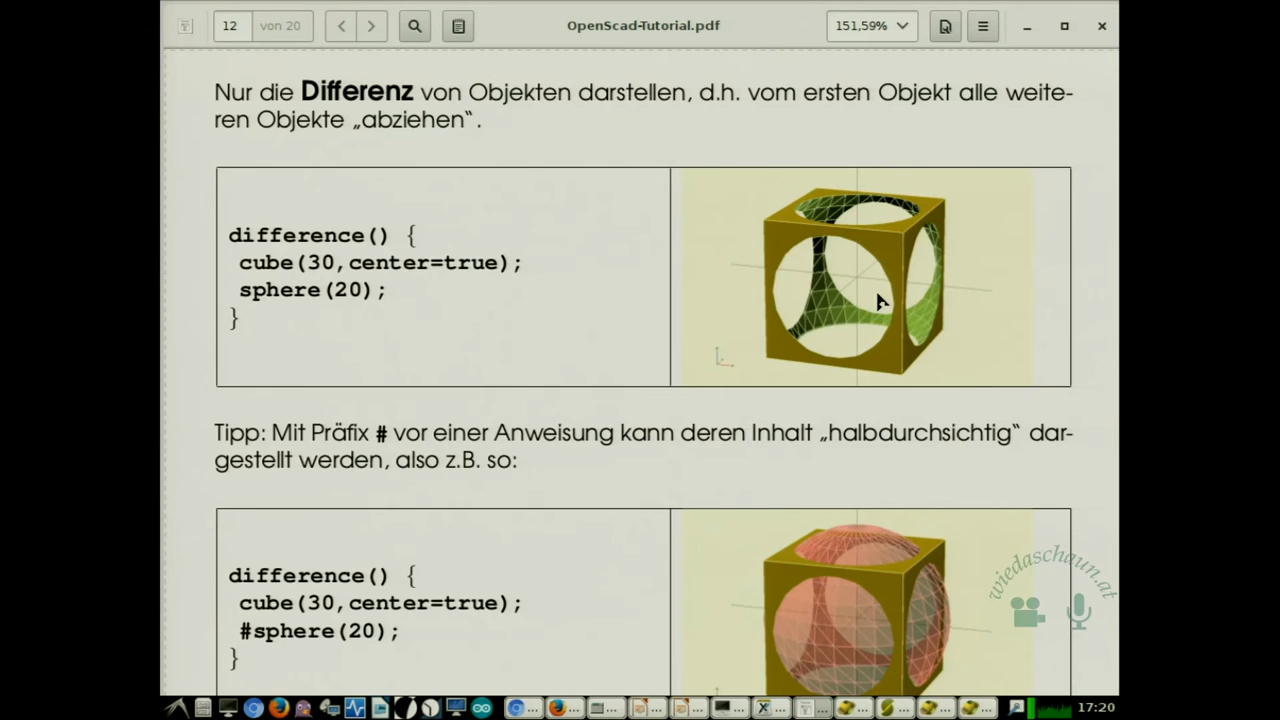 12
von 20
OpenScad-Tutorial.pdf
151,59%
Nur die Differenz von Objekten darstellen, d.h. vom ersten Objekt alle weite-
ren Objekte „abziehen“.
difference() {
cube(30,center=true);
sphere(20);
}
Tipp: Mit Präfix # vor einer Anweisung kann deren Inhalt „halbdurchsichtig“ dar-
gestellt werden, also z.B. so:
difference() {
cube(30,center=true);
#sphere(20);
}
wiedaschaun.at
17:20